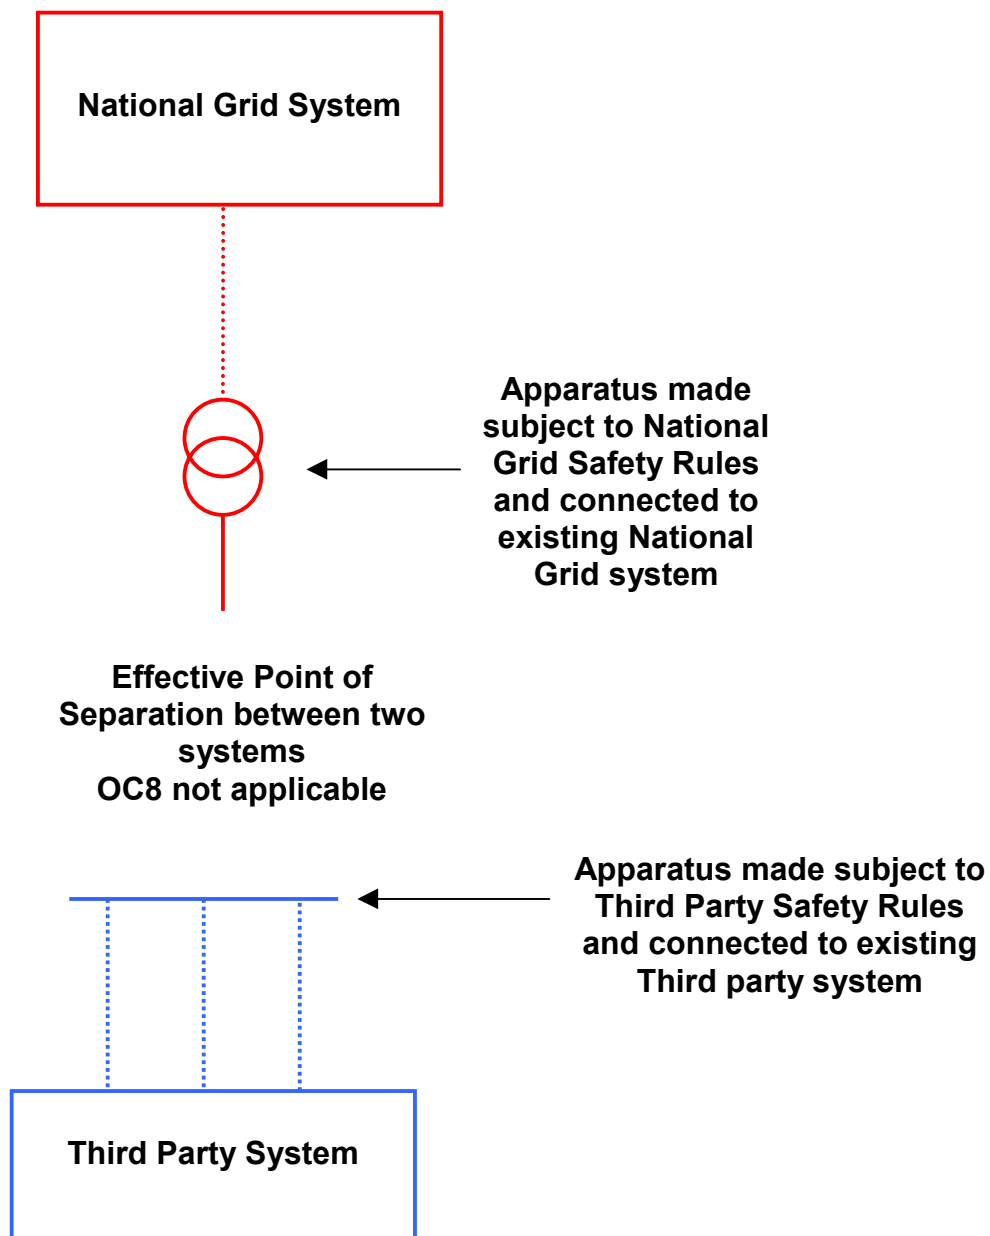 National Grid System
Apparatus made
subject to National
Grid Safety Rules
and connected to
existing National
Grid system
Effective Point of
Separation between two
systems
OC8 not applicable
Apparatus made subject to
Third Party Safety Rules
and connected to existing
Third party system
Third Party System